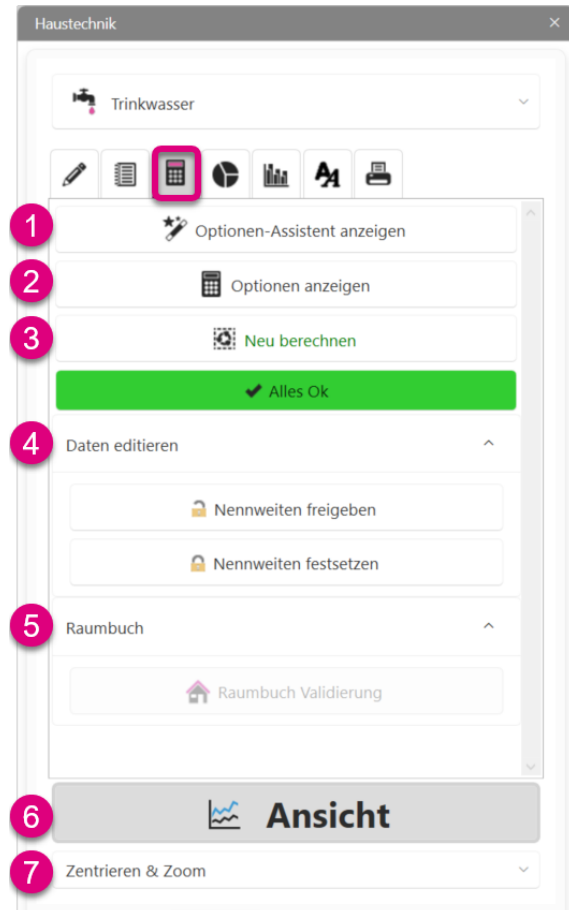 Haustechnik
Trinkwasser
1 Optionen-Assistent anzeigen
2 Optionen anzeigen
3 Neu berechnen
Alles Ok
4 Daten editieren
Nennweiten freigeben
Nennweiten festsetzen
5 Raumbuch
Raumbuch Validierung
6 Ansicht
7 Zentrieren & Zoom